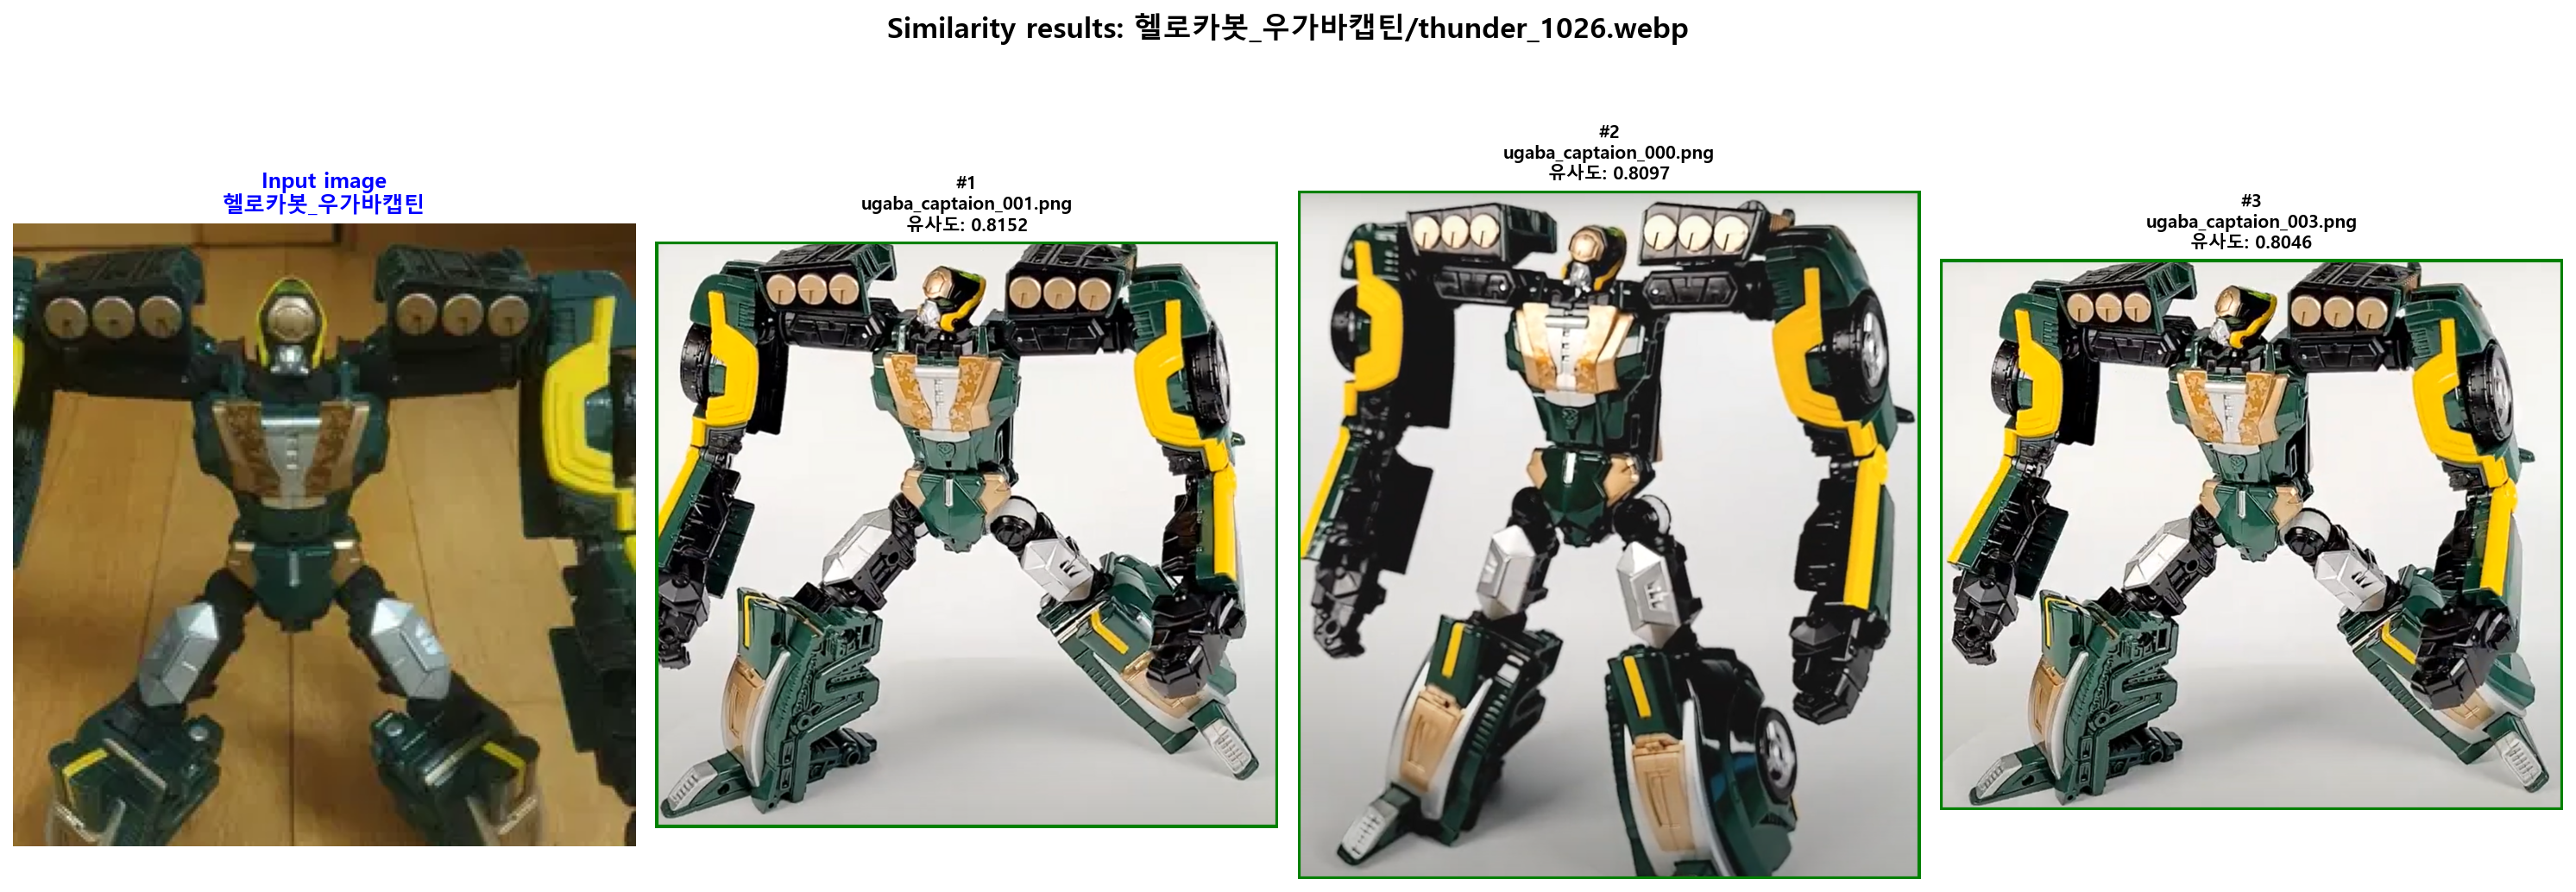 Similarity results: 헬로카봇_우가바캡틴/thunder_1026.webp
Input image
헬로카봇_우가바캡틴
#1
ugaba_captaion_001.png
유사도: 0.8152
#2
ugaba_captaion_000.png
유사도: 0.8097
#3
ugaba_captaion_003.png
유사도: 0.8046